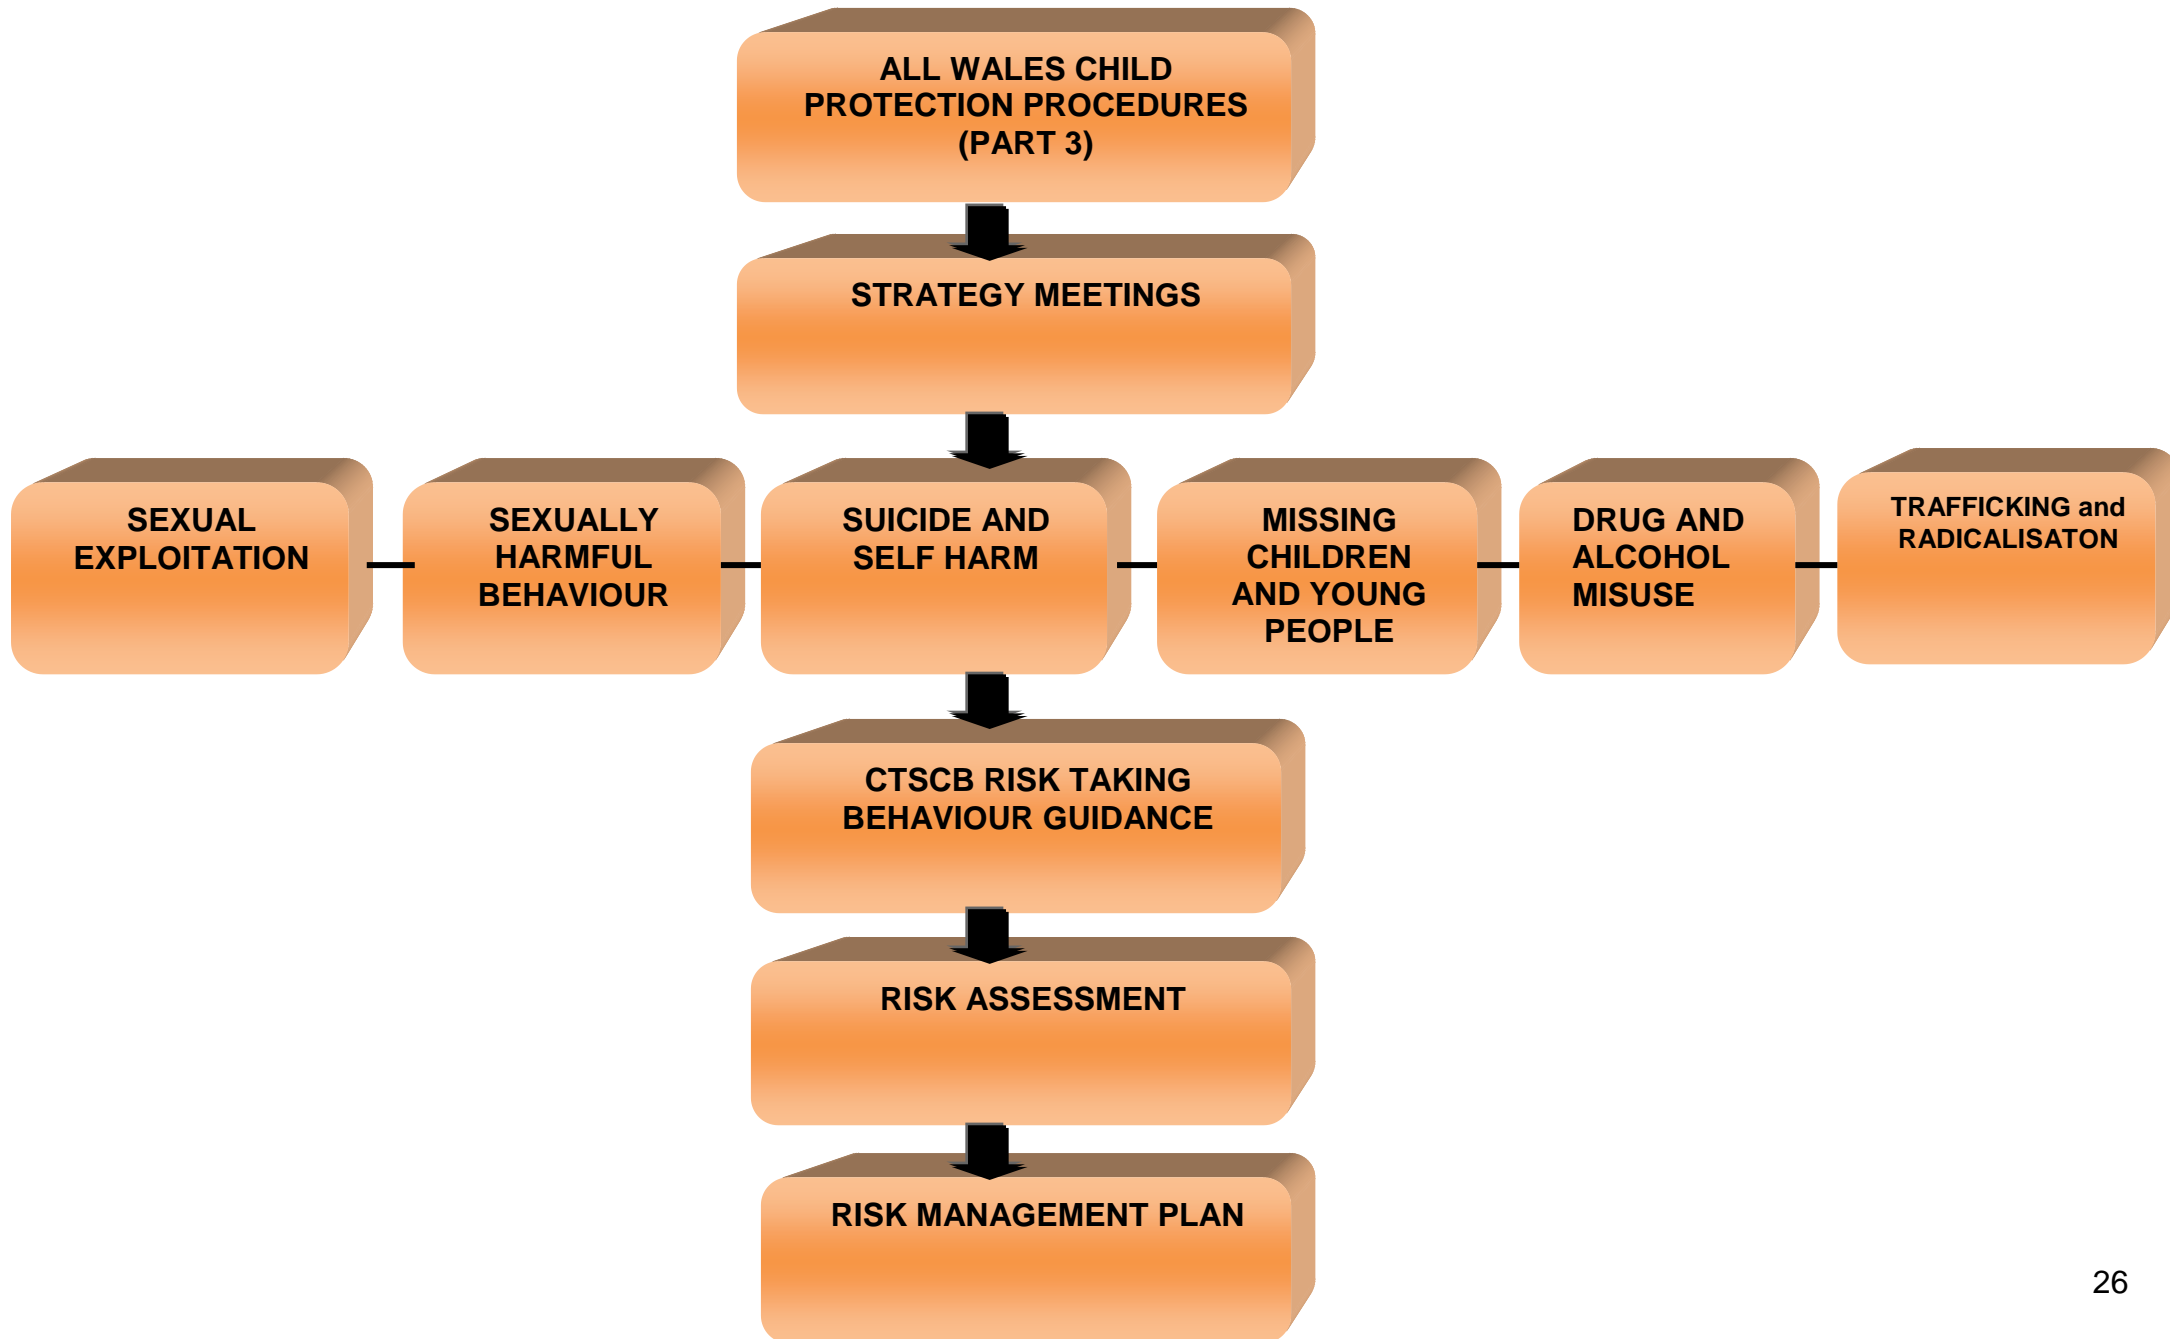 ALL WALES CHILD
PROTECTION PROCEDURES
(PART 3)
STRATEGY MEETINGS
SEXUAL
EXPLOITATION
SEXUALLY
HARMFUL
BEHAVIOUR
SUICIDE AND
SELF HARM
MISSING
CHILDREN
AND YOUNG
PEOPLE
DRUG AND
ALCOHOL
MISUSE
TRAFFICKING and
RADICALISATON
CTSCB RISK TAKING
BEHAVIOUR GUIDANCE
RISK ASSESSMENT
RISK MANAGEMENT PLAN
26